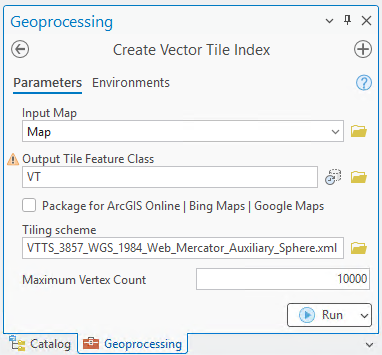 Geoprocessing
Create Vector Tile Index
Parameters Environments
Input Map
Map
Output Tile Feature Class
VT
Package for ArcGIS Online | Bing Maps | Google Maps
Tiling scheme
VTTS_3857_WGS_1984_Web_Mercator_Auxiliary_Sphere.xml
Maximum Vertex Count 10000
Run
Catalog Geoprocessing